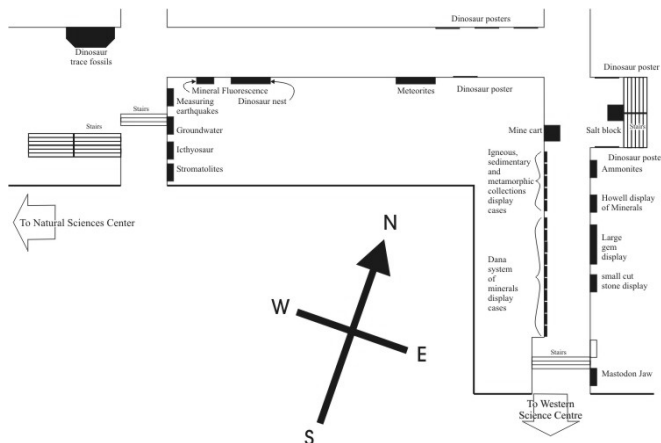 Dinosaur posters
Dinosaur
trace fossils
Mineral Fluorescence
Dinosaur nest
Meteorites
Dinosaur poster
Dinosaur poster
Measuring
earthquakes
Stairs
Stairs
Groundwater
Icthyosaur
Stromatolites
Mine cart
Salt block
Stairs
Igneous,
sedimentary
and
metamorphic
collections
display
cases
Dinosaur poste
Ammonites
Howell display
of Minerals
Large
gem
display
small cut
stone display
To Natural Sciences Center
N
W
E
S
Dana
system
of
minerals
display
cases
Stairs
Mastodon Jaw
To Western
Science Centre